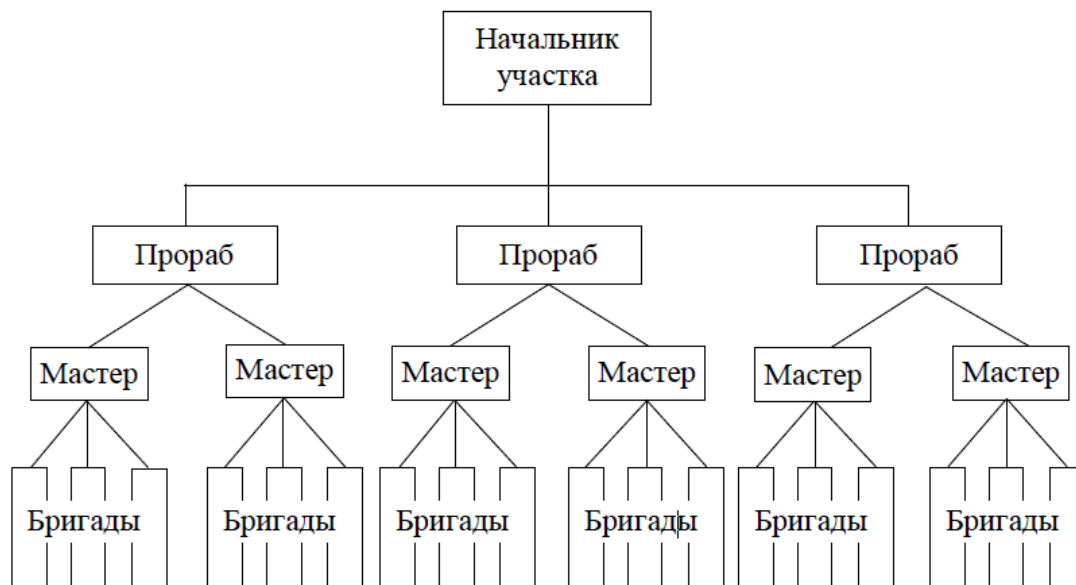 Начальник
участка
Прораб
Прораб
Прораб
Мастер
Мастер
Мастер
Мастер
Мастер
Мастер
Бригады
Бригады
Бригады
Бригады
Бригады
Бригады